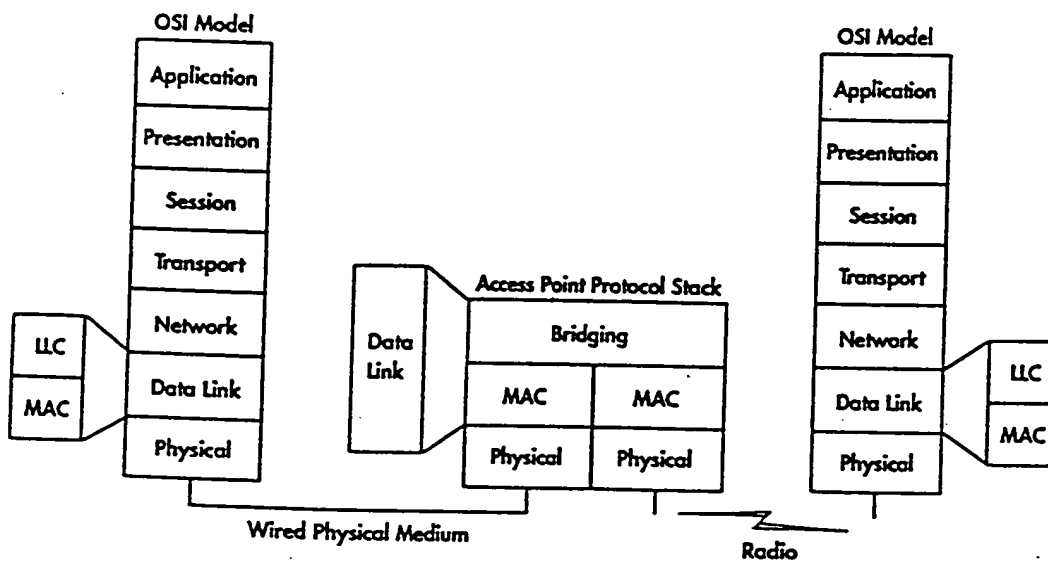 OSI Model
Application
Presentation
Session
Transport
Network
Data Link
Physical
LLC
MAC
Wired Physical Medium
Data
Link
Access Point Protocol Stack
Bridging
MAC
MAC
Physical
Physical
Radio
OSI Model
Application
Presentation
Session
Transport
Network
Data Link
Physical
LLC
MAC